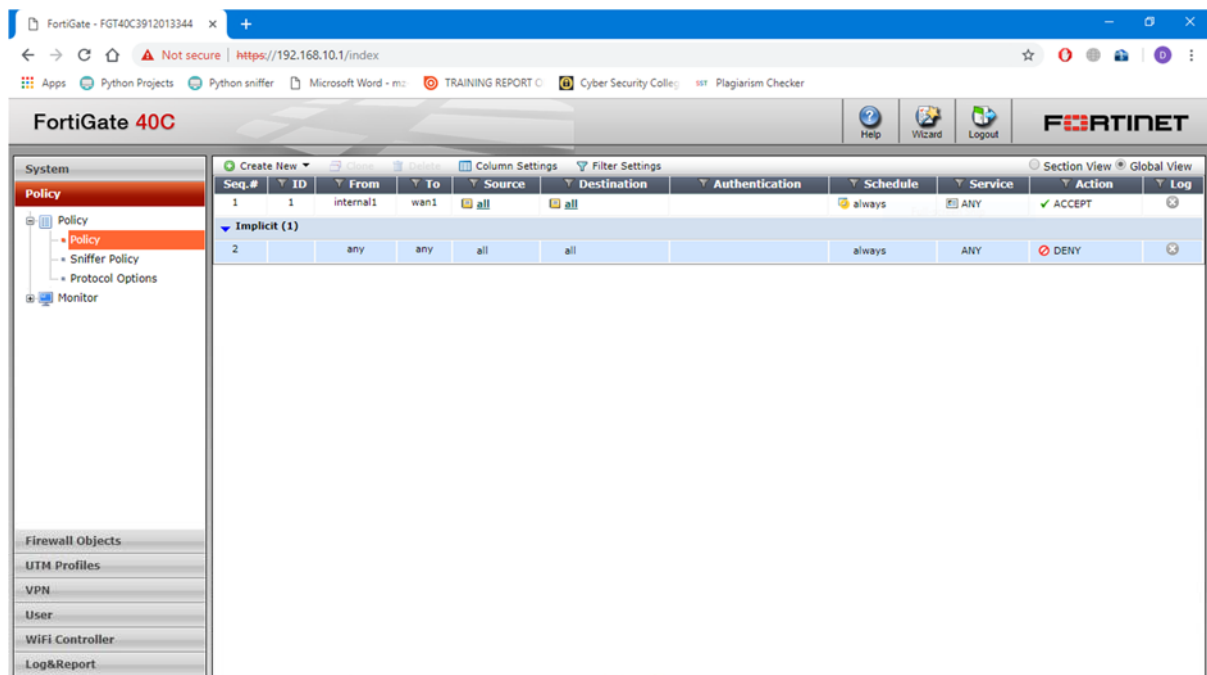 FortiGate - FGT40C3912013344
Not secure | https://192.168.10.1/index
Apps Python Projects Python sniffer Microsoft Word - m TRAINING REPORT O Cyber Security Colleg SST Plagiarism Checker
FortiGate 40C
Help Wizard Logout
FORTINET
System
Policy
Policy
Policy
Sniffer Policy
Protocol Options
Monitor
Firewall Objects
UTM Profiles
VPN
User
WiFi Controller
Log&Report
Create New Clone Delete Column Settings Filter Settings Section View Global View
Seq.# ID From To Source Destination Authentication Schedule Service Action Log
1 1 internal1 wan1 all all always ANY ACCEPT
Implicit (1)
2 any any all all always ANY DENY